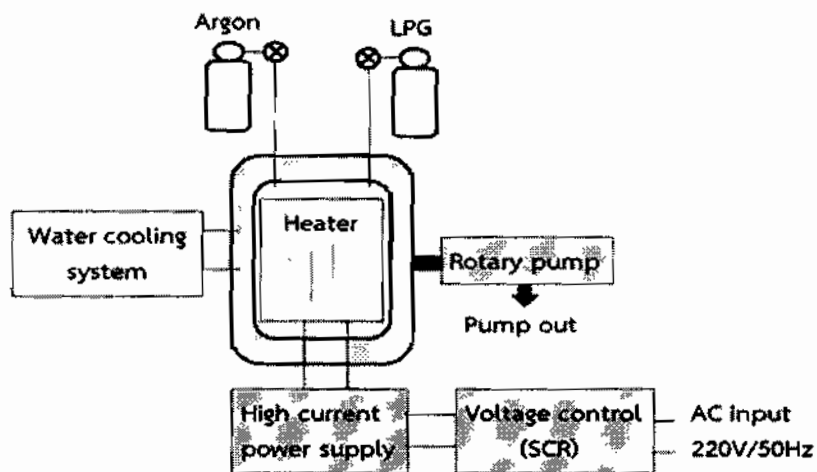 Argon
LPG
Heater
Water cooling
system
Rotary pump
Pump out
High current
power supply
Voltage control
(SCR)
AC input
220V/50Hz